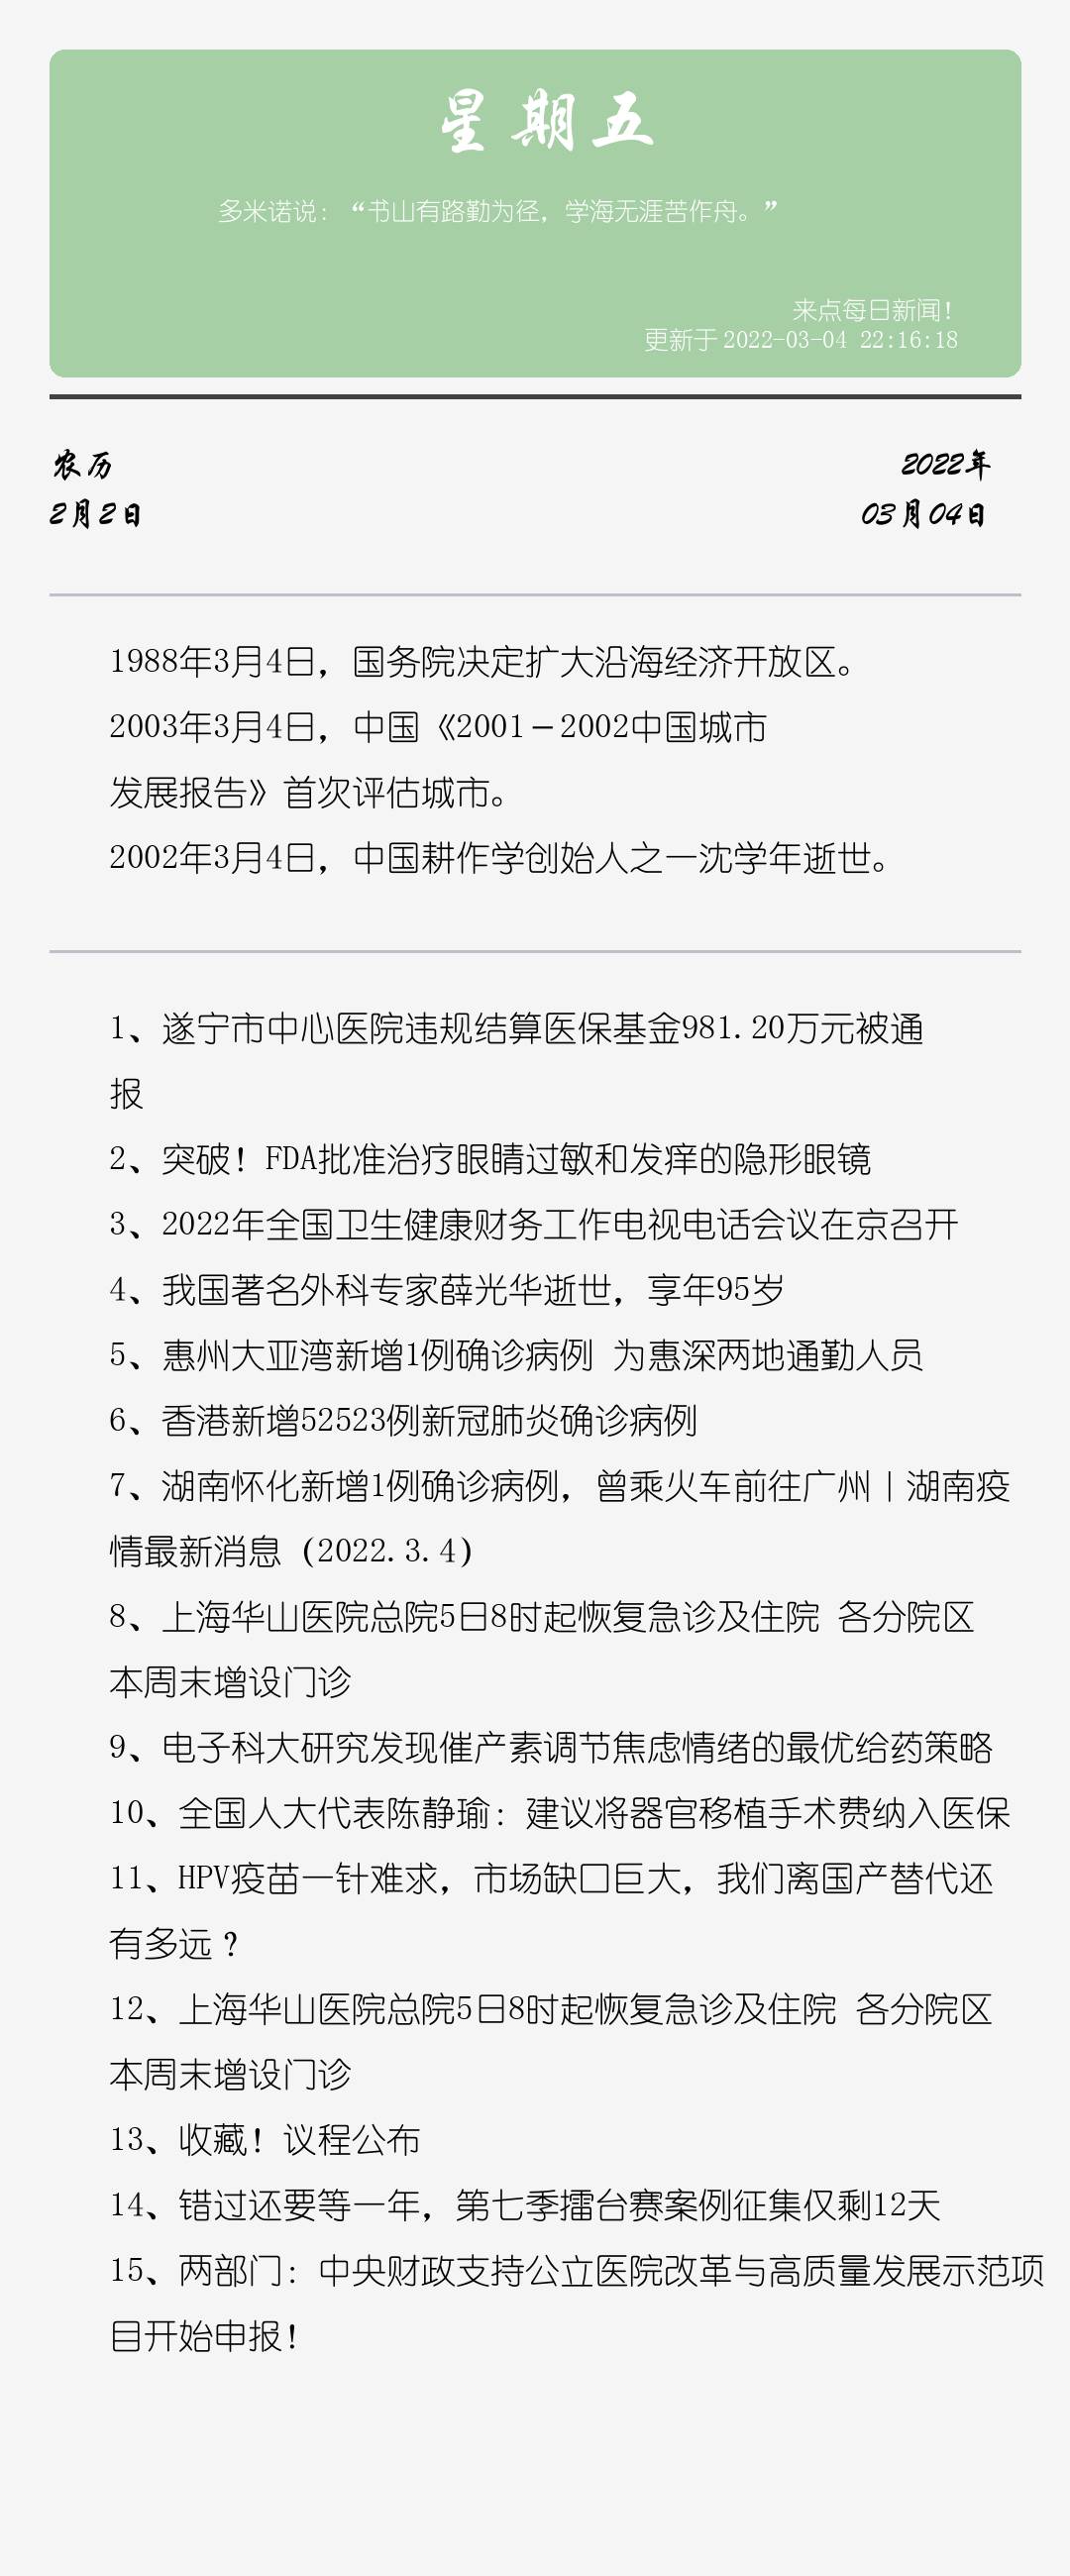 星期五
多米诺说：“书山有路勤为径，学海无涯苦作舟。”
来点每日新闻！
更新于 2022-03-04 22:16:18
农历
2022年
2月2日
03月04日
1988年3月4日，国务院决定扩大沿海经济开放区。
2003年3月4日，中国《2001－2002中国城市
发展报告》首次评估城市。
2002年3月4日，中国耕作学创始人之一沈学年逝世。
1、遂宁市中心医院违规结算医保基金981.20万元被通
报
2、突破！FDA批准治疗眼睛过敏和发痒的隐形眼镜
3、2022年全国卫生健康财务工作电视电话会议在京召开
4、我国著名外科专家薛光华逝世，享年95岁
5、惠州大亚湾新增1例确诊病例 为惠深两地通勤人员
6、香港新增52523例新冠肺炎确诊病例
7、湖南怀化新增1例确诊病例，曾乘火车前往广州丨湖南疫
情最新消息（2022.3.4）
8、上海华山医院总院5日8时起恢复急诊及住院 各分院区
本周末增设门诊
9、电子科大研究发现催产素调节焦虑情绪的最优给药策略
10、全国人大代表陈静瑜：建议将器官移植手术费纳入医保
11、HPV疫苗一针难求，市场缺口巨大，我们离国产替代还
有多远？
12、上海华山医院总院5日8时起恢复急诊及住院 各分院区
本周末增设门诊
13、收藏！议程公布
14、错过还要等一年，第七季擂台赛案例征集仅剩12天
15、两部门：中央财政支持公立医院改革与高质量发展示范项
目开始申报！